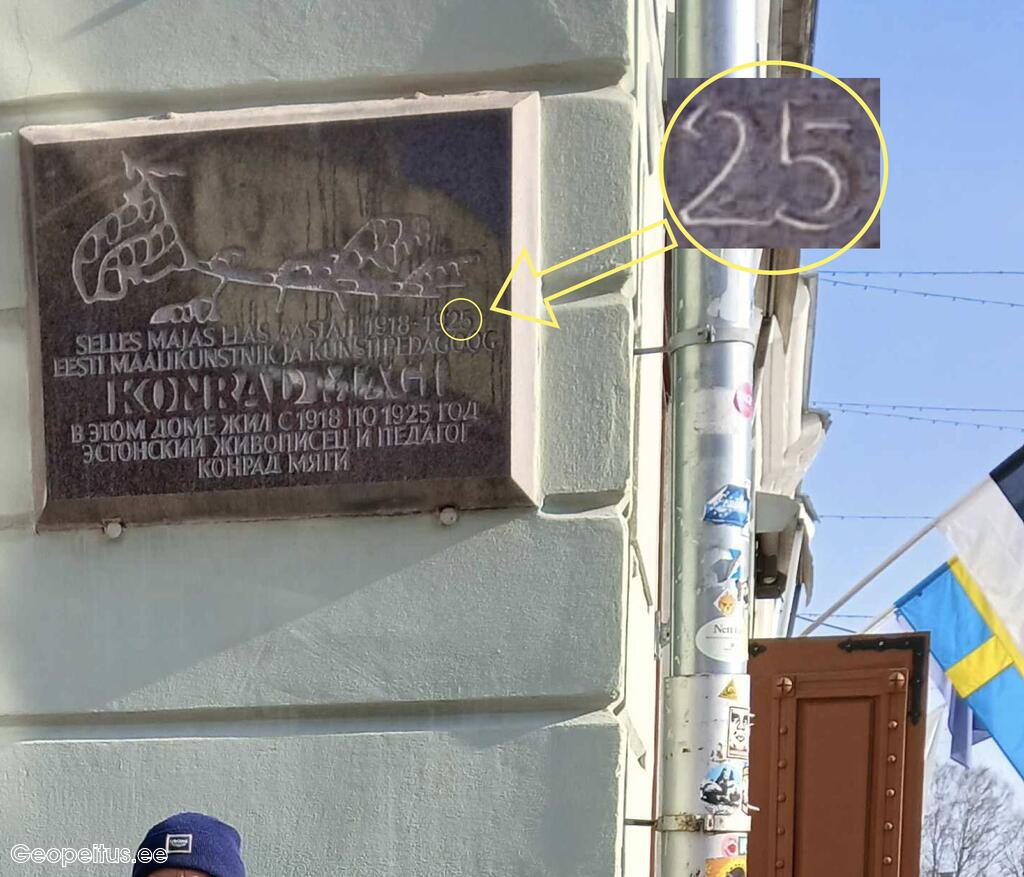 25
SELLES MAJAS ELAS AASTAIL 1918-1925
EESTI MAALIKUNSTNIK JA KUNSTIPEDAGOOG
KONRAD MÄGI
В ЭТОМ ДОМЕ ЖИЛ С 1918 ПО 1925 ГОД
ЭСТОНСКИЙ ЖИВОПИСЕЦ И ПЕДАГОГ
КОНРАД МЯГИ
Geopeitus.ee